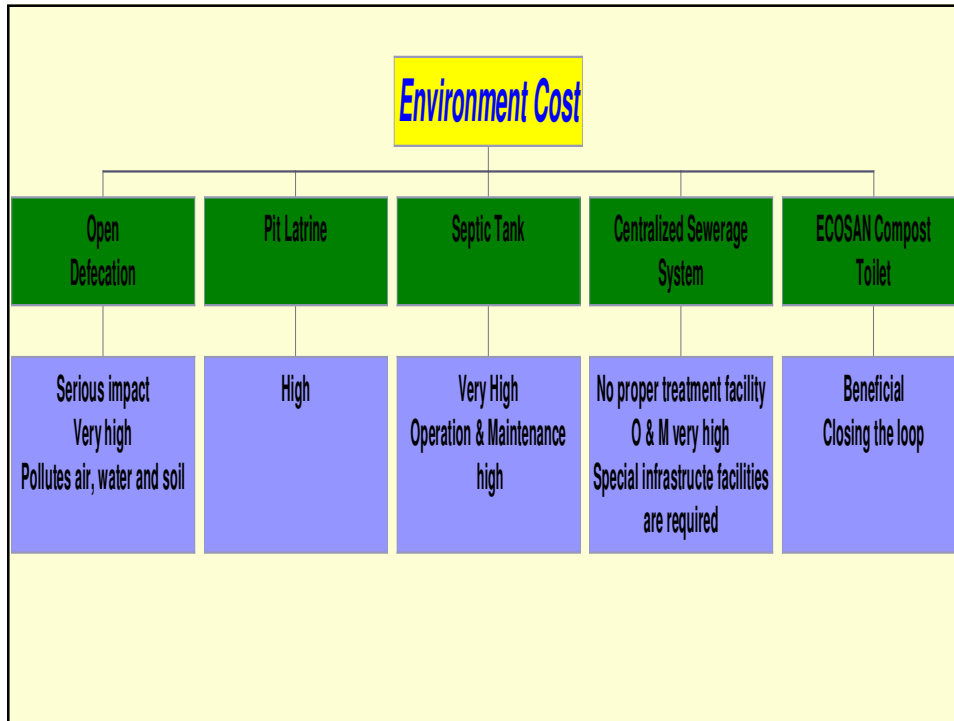 Environment Cost
Open
Defecation
Pit Latrine
Septic Tank
Centralized Sewerage
System
ECOSAN Compost
Toilet
Serious impact
Very high
Pollutes air, water and soil
High
Very High
Operation & Maintenance
high
No proper treatment facility
O & M very high
Special infrastructe facilities
are required
Beneficial
Closing the loop